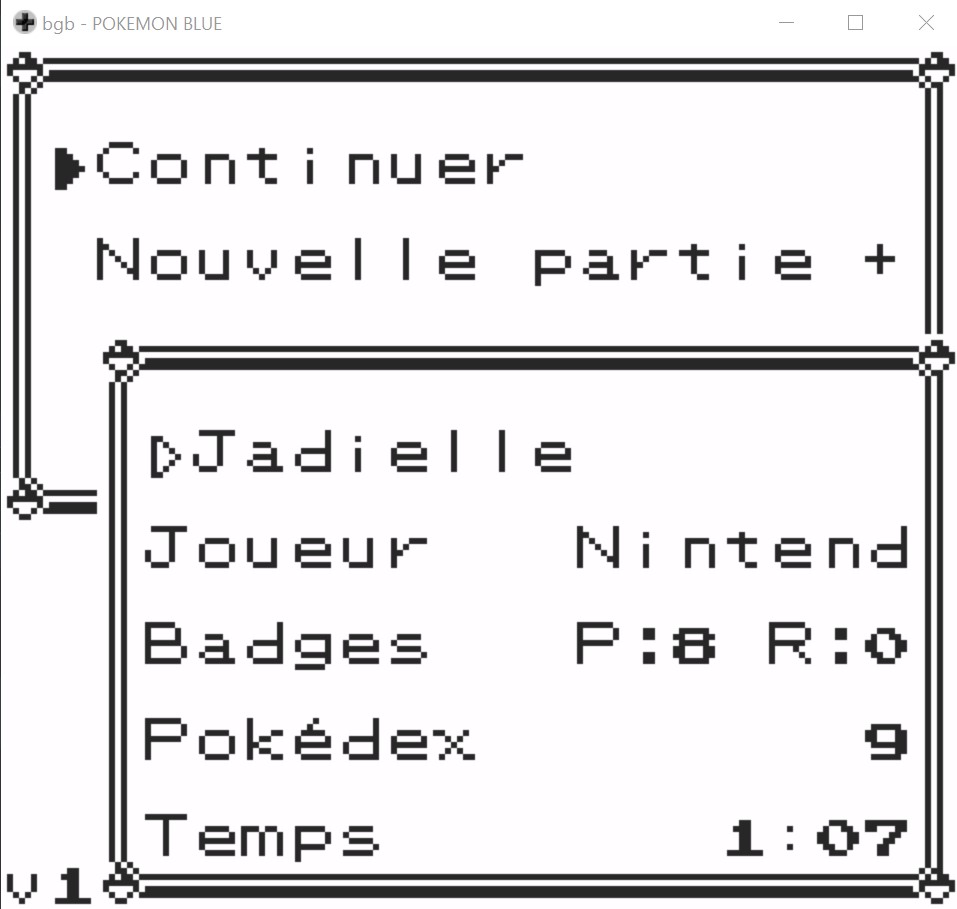 bgb - POKEMON BLUE
Continuer
Nouvelle partie +
Jadielle
Joueur Nintend
Badges P:8 R:0
Pokédex 9
Temps 1:07
v1